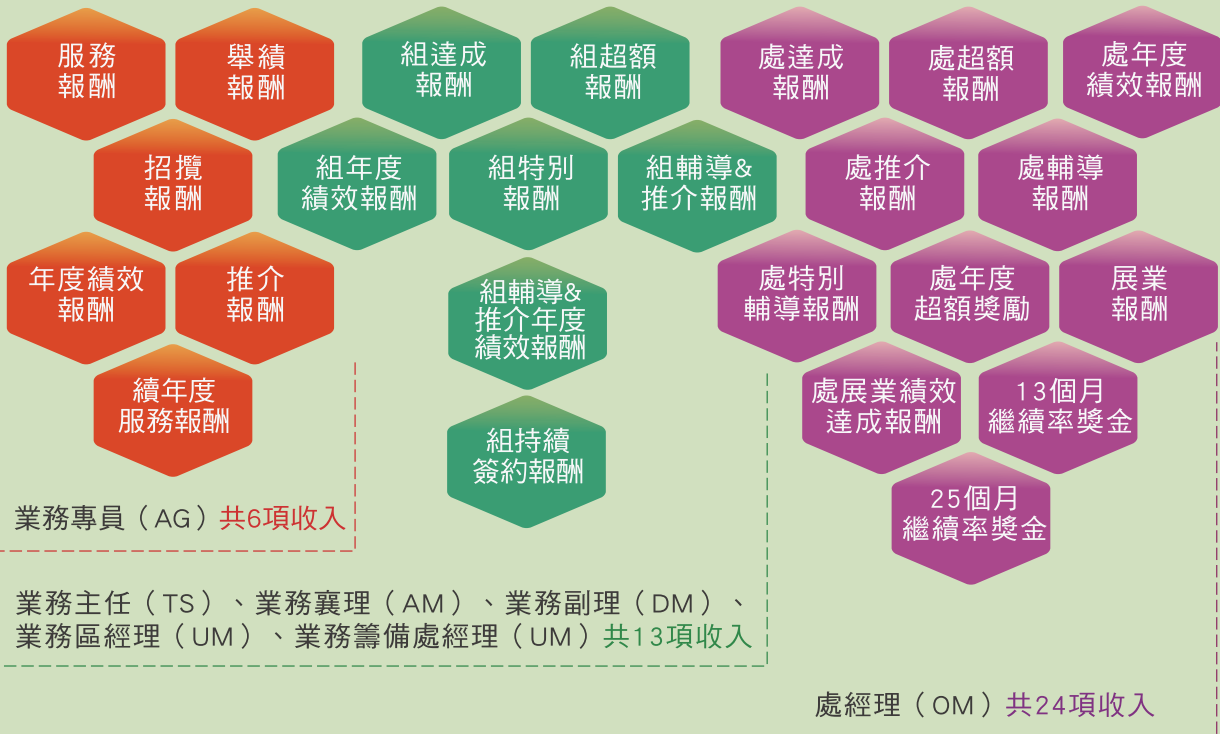 服務
報酬
舉績
報酬
招攬
報酬
年度績效
報酬
推介
報酬
續年度
服務報酬
組達成
報酬
組超額
報酬
組年度
績效報酬
組特別
報酬
組輔導&
推介報酬
組輔導&
推介年度
績效報酬
組持續
簽約報酬
處達成
報酬
處超額
報酬
處年度
績效報酬
處推介
報酬
處輔導
報酬
處特別
輔導報酬
處年度
超額獎勵
展業
報酬
處展業績效
達成報酬
13個月
繼續率獎金
25個月
繼續率獎金
業務專員（AG）共6項收入
業務主任（TS）、業務襄理（AM）、業務副理（DM）、
業務區經理（UM）、業務籌備處經理（UM）共13項收入
處經理（OM）共24項收入